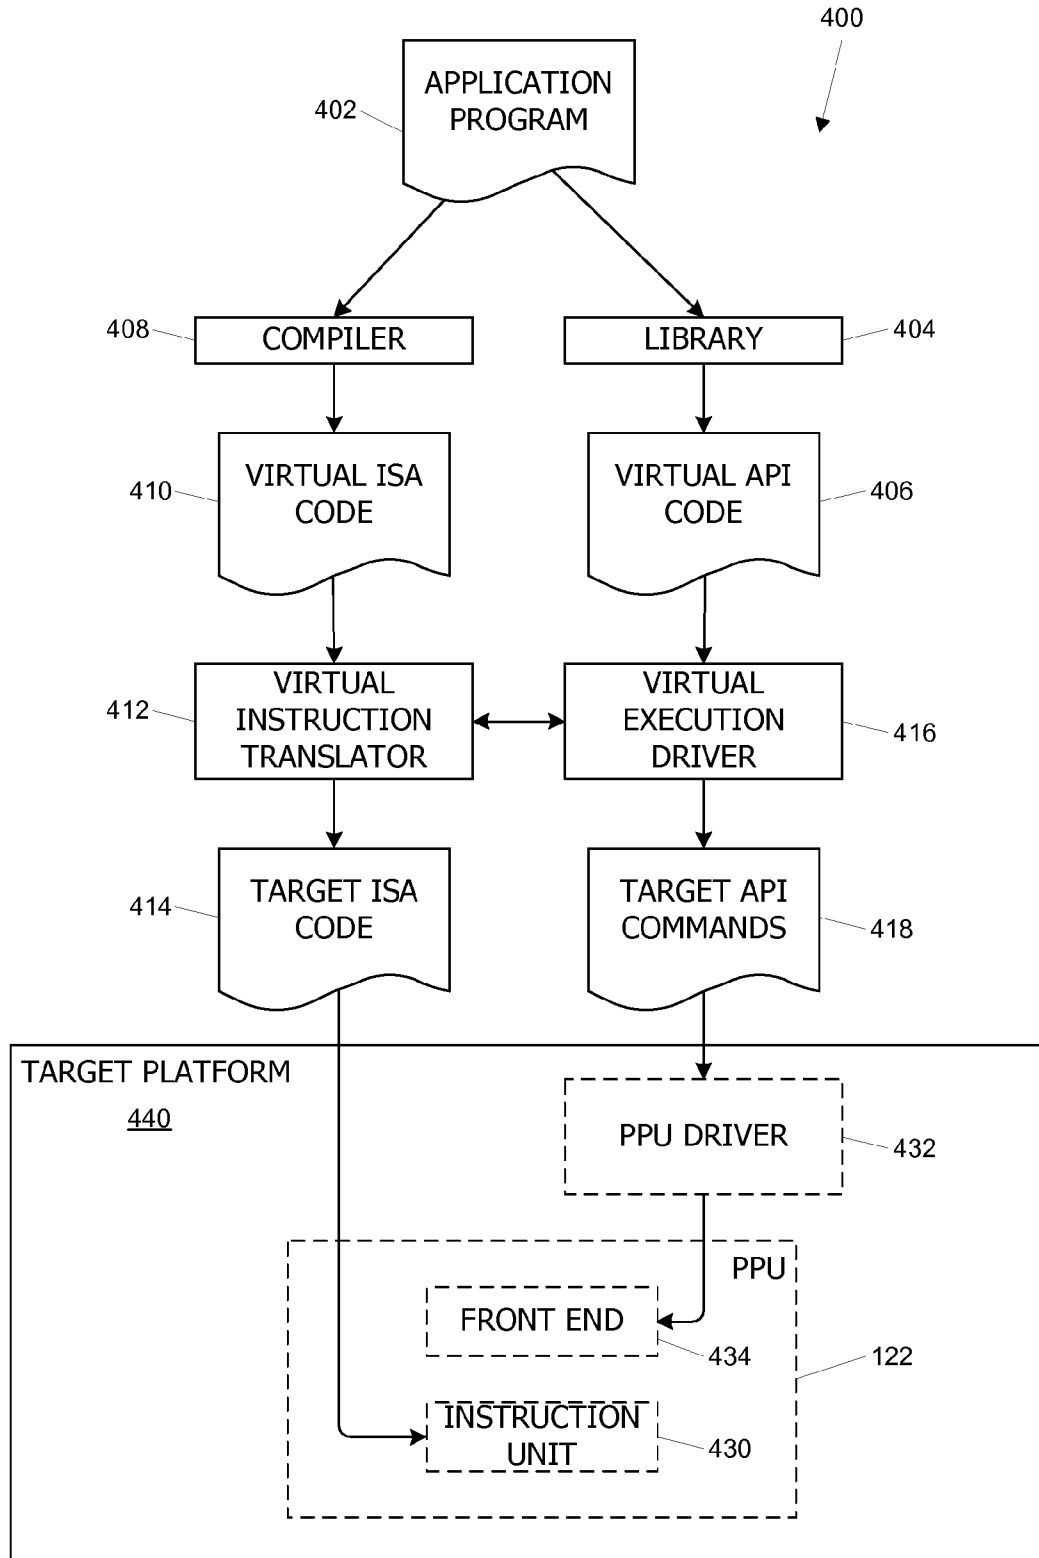 400
APPLICATION
PROGRAM
402
408
COMPILER
LIBRARY
404
410
VIRTUAL ISA
CODE
VIRTUAL API
CODE
406
412
VIRTUAL
INSTRUCTION
TRANSLATOR
VIRTUAL
EXECUTION
DRIVER
416
414
TARGET ISA
CODE
TARGET API
COMMANDS
418
TARGET PLATFORM
440
PPU DRIVER
432
PPU
FRONT END
434
122
INSTRUCTION
UNIT
430